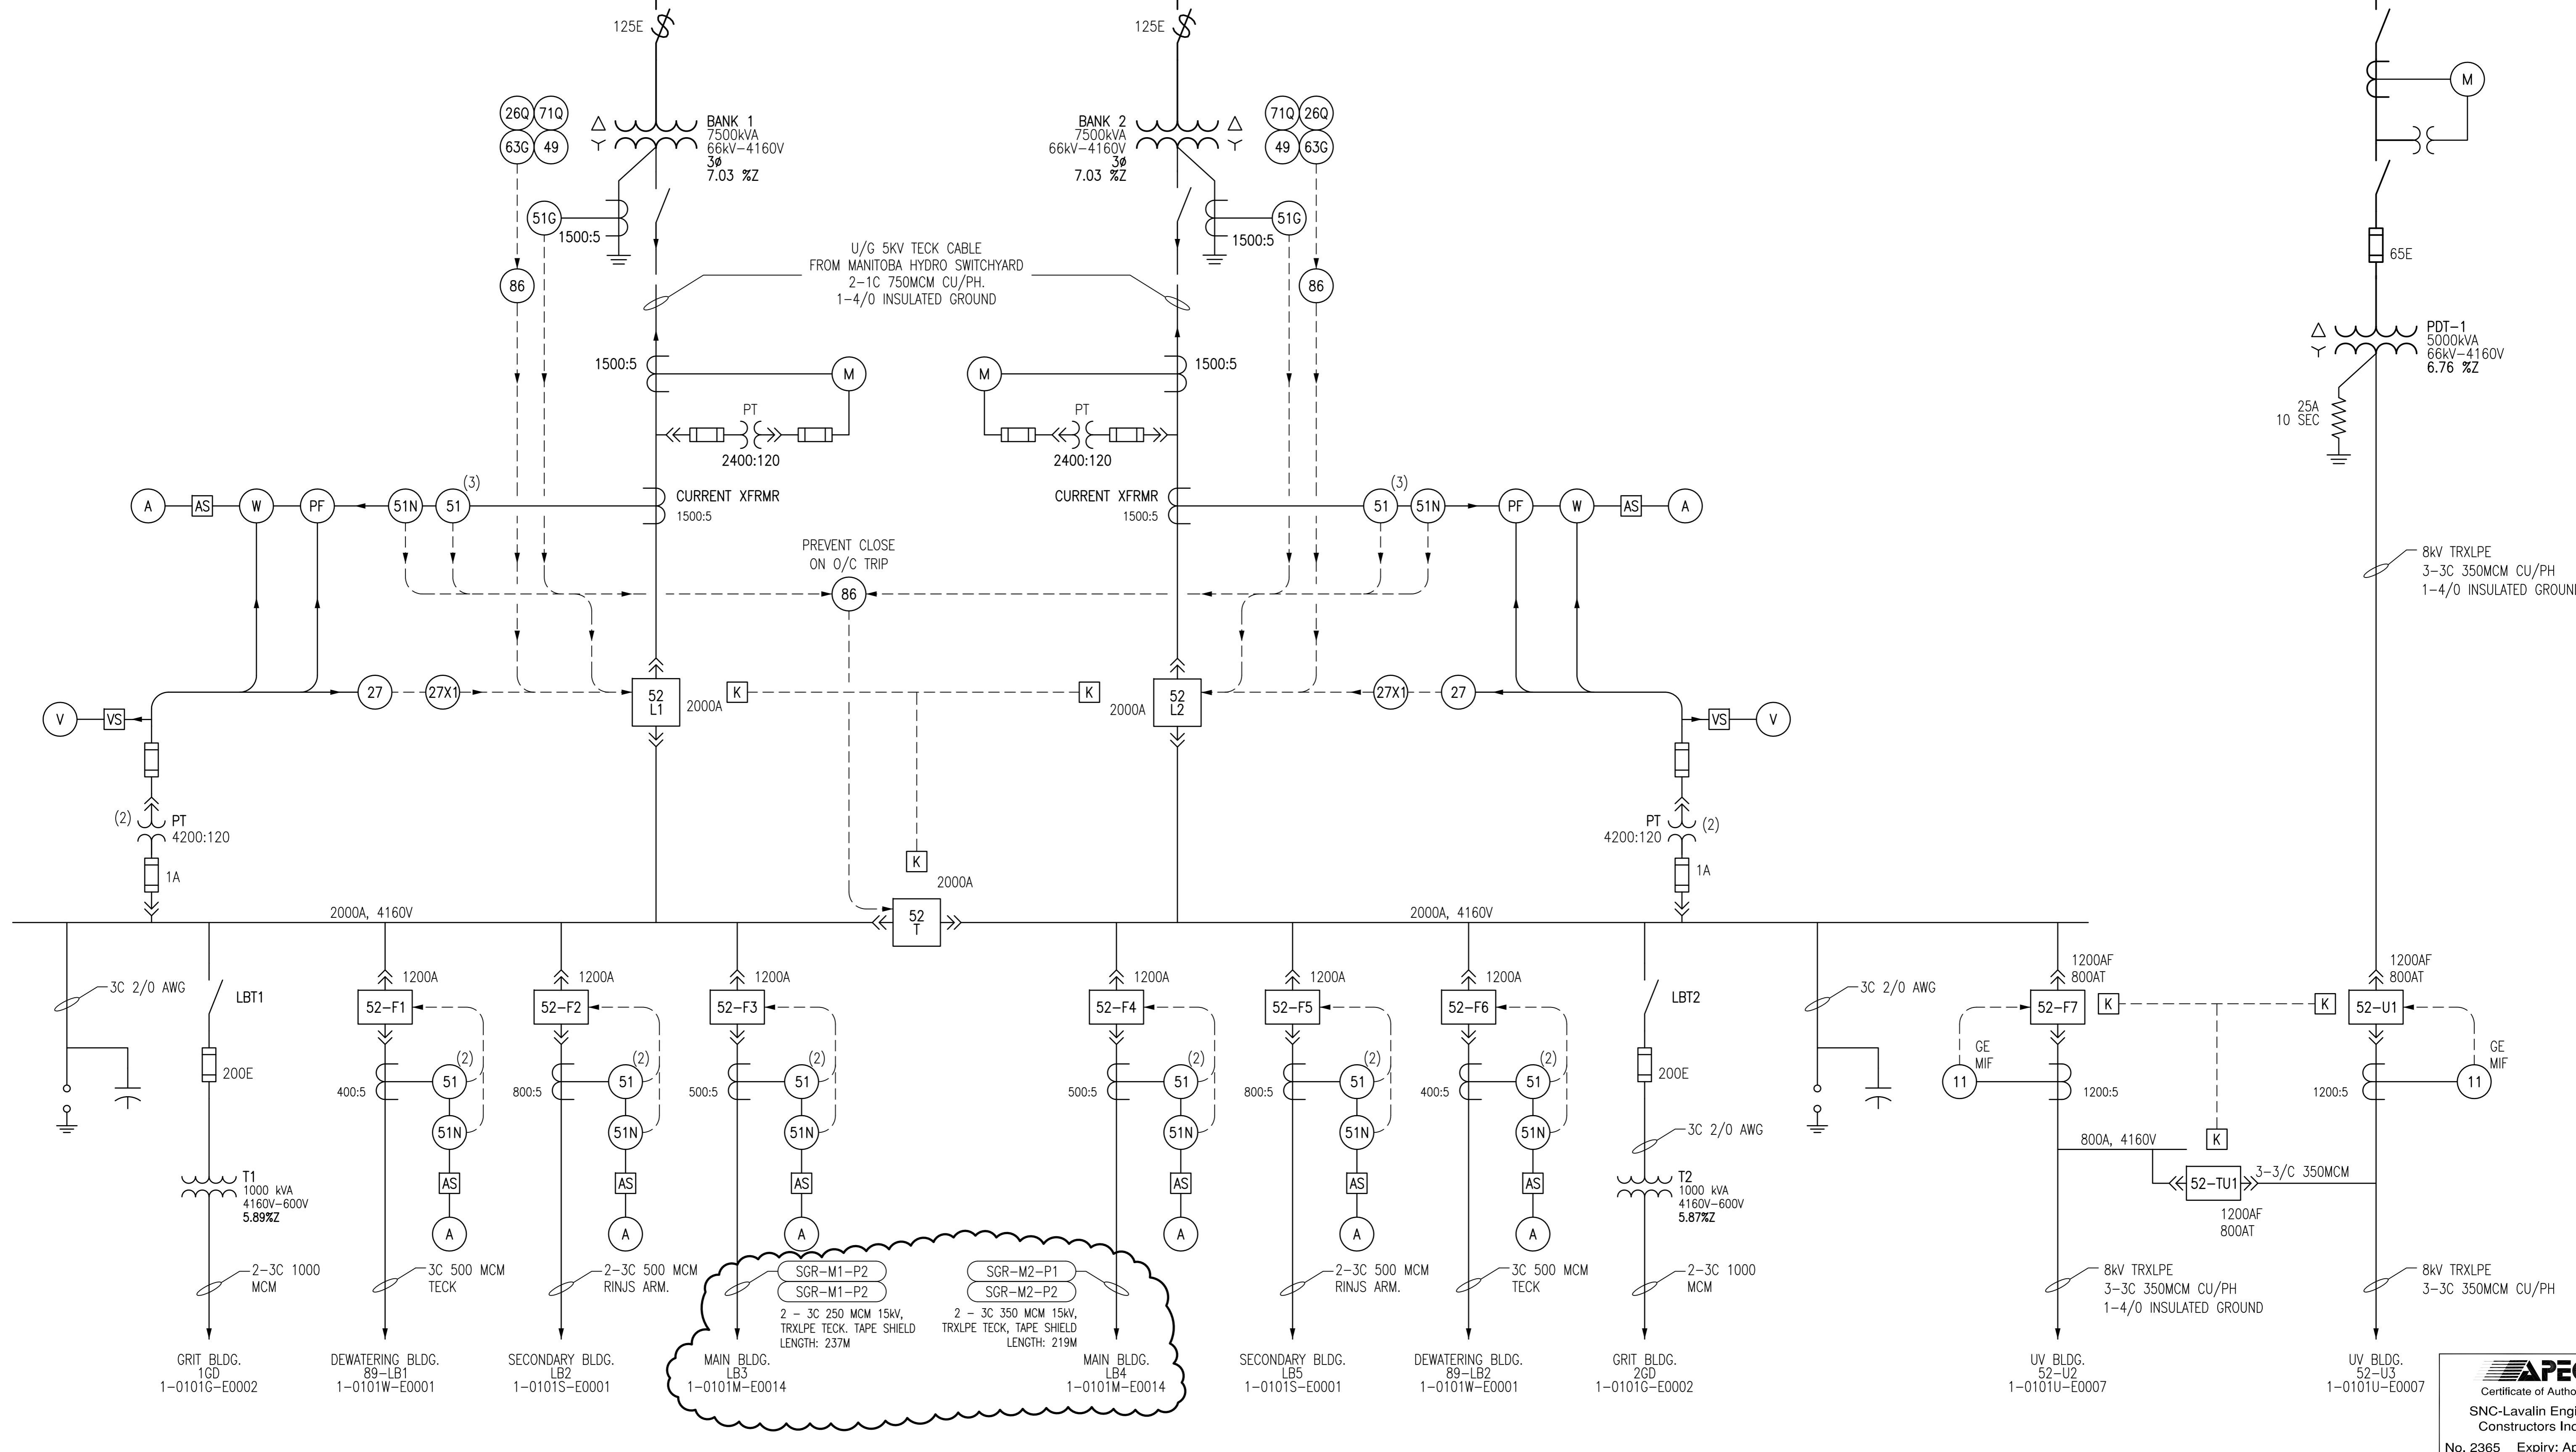 125E
125E
M
26Q
71Q
63G
49
BANK 1
7500kVA
66kV-4160V
3ø
7.03 %Z
BANK 2
7500kVA
66kV-4160V
3ø
7.03 %Z
71Q
26Q
49
63G
51G
1500:5
51G
1500:5
65E
U/G 5KV TECK CABLE
FROM MANITOBA HYDRO SWITCHYARD
2-1C 750MCM CU/PH.
1-4/0 INSULATED GROUND
86
86
PDT-1
5000kVA
66kV-4160V
6.76 %Z
25A
10 SEC
1500:5
M
M
1500:5
PT
2400:120
PT
2400:120
A
AS
W
PF
51N
51
(3)
CURRENT XFRMR
1500:5
CURRENT XFRMR
1500:5
51
(3)
51N
PF
W
AS
A
PREVENT CLOSE
ON O/C TRIP
86
8kV TRXLPE
3-3C 350MCM CU/PH
1-4/0 INSULATED
V
VS
27
27X1
52
L1
2000A
K
K
2000A
52
L2
27X1
27
VS
V
(2)
PT
4200:120
1A
PT
4200:120
(2)
1A
K
2000A
2000A, 4160V
52
T
2000A, 4160V
3C 2/0 AWG
LBT1
200E
T1
1000 kVA
4160V-600V
5.89%Z
2-3C 1000
MCM
GRIT BLDG.
1GD
1-0101G-E0002
1200A
52-F1
400:5
(2)
51
51N
AS
A
3C 500 MCM
TECK
DEWATERING BLDG.
89-LB1
1-0101W-E0001
1200A
52-F2
800:5
(2)
51
51N
AS
A
2-3C 500 MCM
RINJS ARM.
SECONDARY BLDG.
LB2
1-0101S-E0001
1200A
52-F3
500:5
(2)
51
51N
AS
A
SGR-M1-P2
SGR-M1-P2
2 - 3C 250 MCM 15kV,
TRXLPE TECK. TAPE SHIELD
LENGTH: 237M
MAIN BLDG.
LB3
1-0101M-E0014
1200A
52-F4
500:5
(2)
51
51N
AS
A
SGR-M2-P1
SGR-M2-P2
2 - 3C 350 MCM 15kV,
TRXLPE TECK, TAPE SHIELD
LENGTH: 219M
MAIN BLDG.
LB4
1-0101M-E0014
1200A
52-F5
800:5
(2)
51
51N
AS
A
2-3C 500 MCM
RINJS ARM.
SECONDARY BLDG.
LB5
1-0101S-E0001
1200A
52-F6
400:5
(2)
51
51N
AS
A
3C 500 MCM
TECK
DEWATERING BLDG.
89-LB2
1-0101W-E0001
LBT2
200E
3C 2/0 AWG
T2
1000 kVA
4160V-600V
5.87%Z
2-3C 1000
MCM
GRIT BLDG.
2GD
1-0101G-E0002
3C 2/0 AWG
1200AF
800AT
52-F7
K
GE
MIF
11
1200:5
800A, 4160V
K
52-TU1
3-3/C 350MCM
1200AF
800AT
8kV TRXLPE
3-3C 350MCM CU/PH
1-4/0 INSULATED GROUND
UV BLDG.
52-U2
1-0101U-E0007
1200AF
800AT
K
52-U1
GE
MIF
11
1200:5
8kV TRXLPE
3-3C 350MCM CU/PH
UV BLDG.
52-U3
1-0101U-E0007
Certificate of
SNC-Lavalin
Constructors
No. 2365 Expiry: